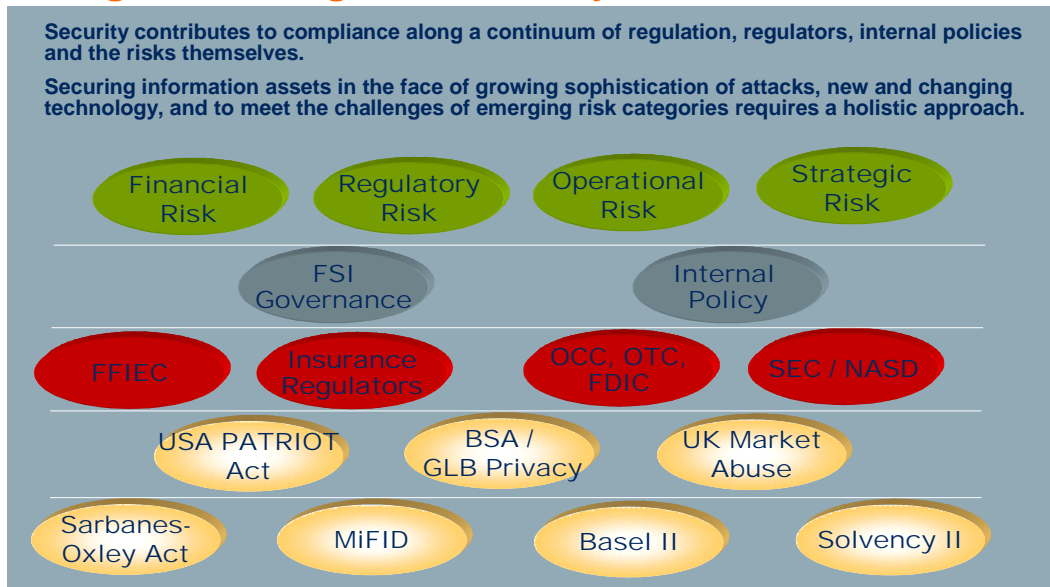 Security contributes to compliance along a continuum of regulation, regulators, internal policies
and the risks themselves.
Securing information assets in the face of growing sophistication of attacks, new and changing
technology, and to meet the challenges of emerging risk categories requires a holistic approach.
Financial
Risk
Regulatory
Risk
Operational
Risk
Strategic
Risk
FSI
Governance
Internal
Policy
FFIEC
Insurance
Regulators
OCC, OTC,
FDIC
SEC / NASD
USA PATRIOT
Act
BSA /
GLB Privacy
UK Market
Abuse
Sarbanes-
Oxley Act
MiFID
Basel II
Solvency II